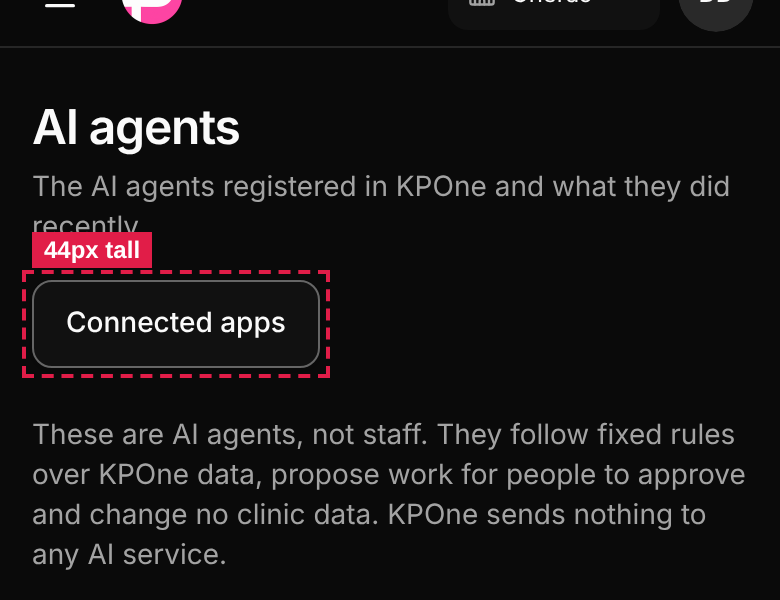 AI agents
The AI agents registered in KPOne and what they did
recently
44px tall
Connected apps
These are AI agents, not staff. They follow fixed rules
over KPOne data, propose work for people to approve
and change no clinic data. KPOne sends nothing to
any AI service.